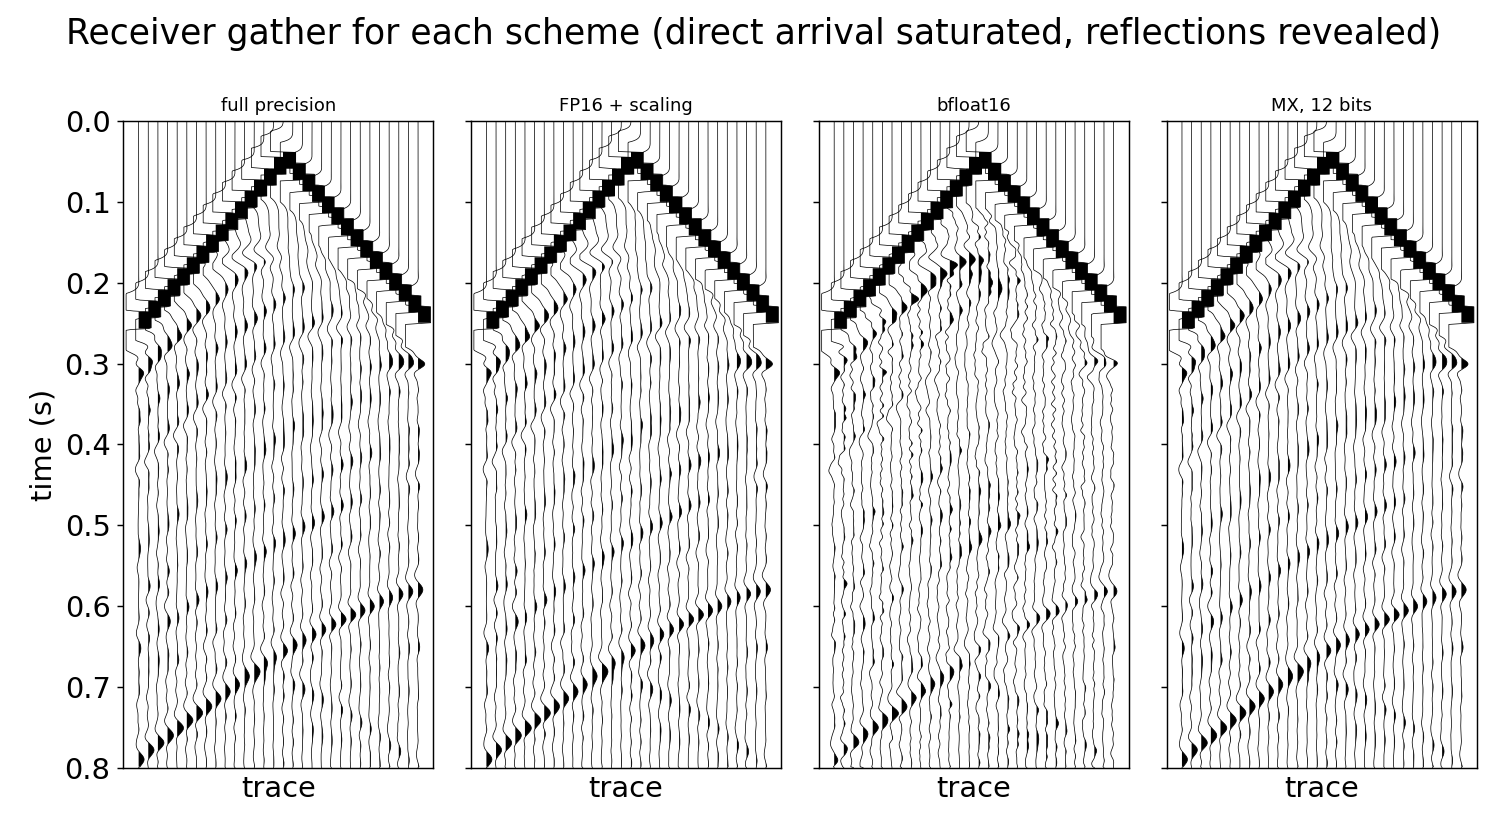 Receiver gather for each scheme (direct arrival saturated, reflections revealed)
full precision
FP16 + scaling
bfloat16
MX, 12 bits
0.0
0.1
0.2
0.3
0.4
0.5
0.6
0.7
0.8
time (s)
trace
trace
trace
trace